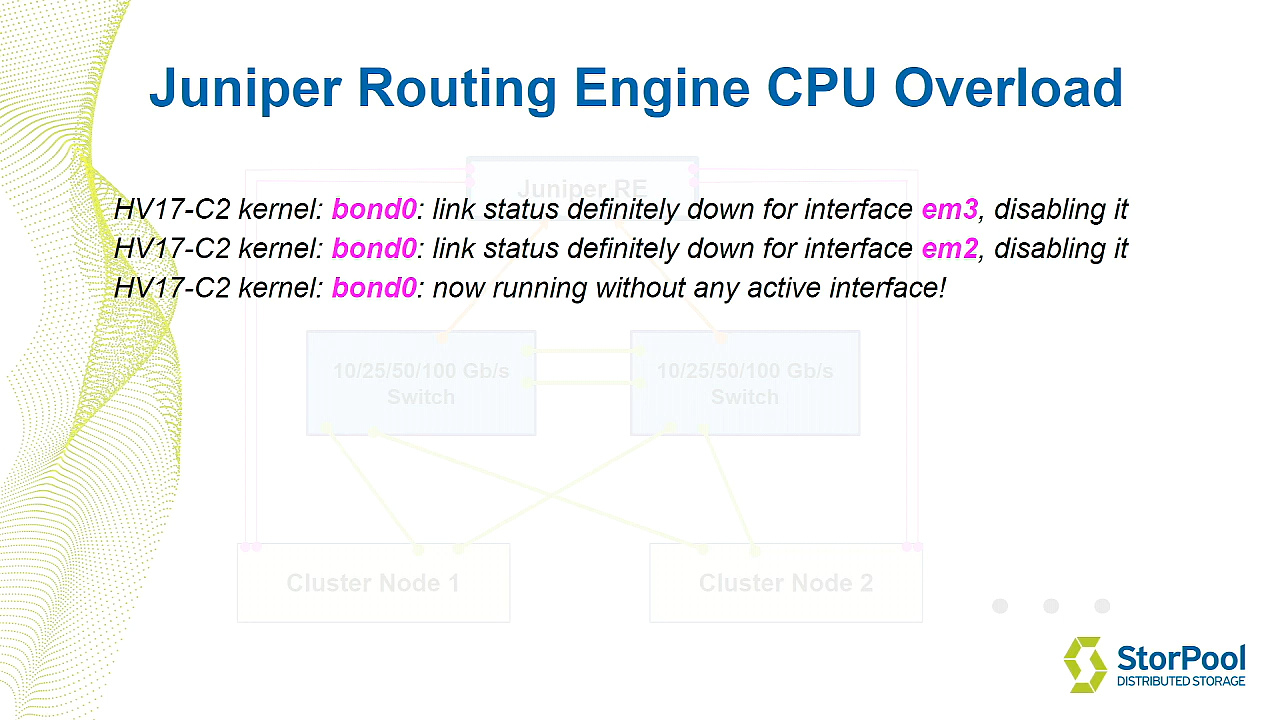 Juniper Routing Engine CPU Overload
Juniper RE
HV17-C2 kernel: bond0: link status definitely down for interface em3, disabling it
HV17-C2 kernel: bond0: link status definitely down for interface em2, disabling it
HV17-C2 kernel: bond0: now running without any active interface!
10/25/50/100 Gb/s
Switch
10/25/50/100 Gb/s
Switch
Cluster Node 1
Cluster Node 2
StorPool
DISTRIBUTED STORAGE